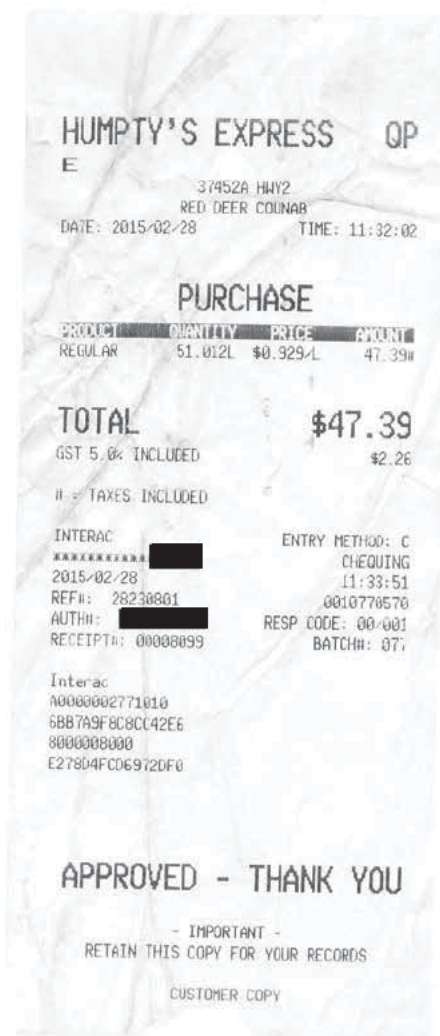 HUMPTY'S EXPRESS QP
E
37452A HWY2
RED DEER COUNAB
DATE: 2015/02/28 TIME: 11:32:02
PURCHASE
PRODUCT QUANTITY PRICE AMOUNT
REGULAR 51.012L $0.929/L 47.39#
TOTAL $47.39
GST 5.0% INCLUDED $2.26
# = TAXES INCLUDED
INTERAC ENTRY METHOD: C
*********** CHEQUING
2015/02/28 11:33:51
REF#: 28230801 0010770570
AUTH#: RESP CODE: 00/001
RECEIPT#: 00008099 BATCH#: 077
Interac
A0000002771010
6BB7A9F8C8CC42E6
8000008000
E278D4FCD6972DF0
APPROVED - THANK YOU
- IMPORTANT -
RETAIN THIS COPY FOR YOUR RECORDS
CUSTOMER COPY